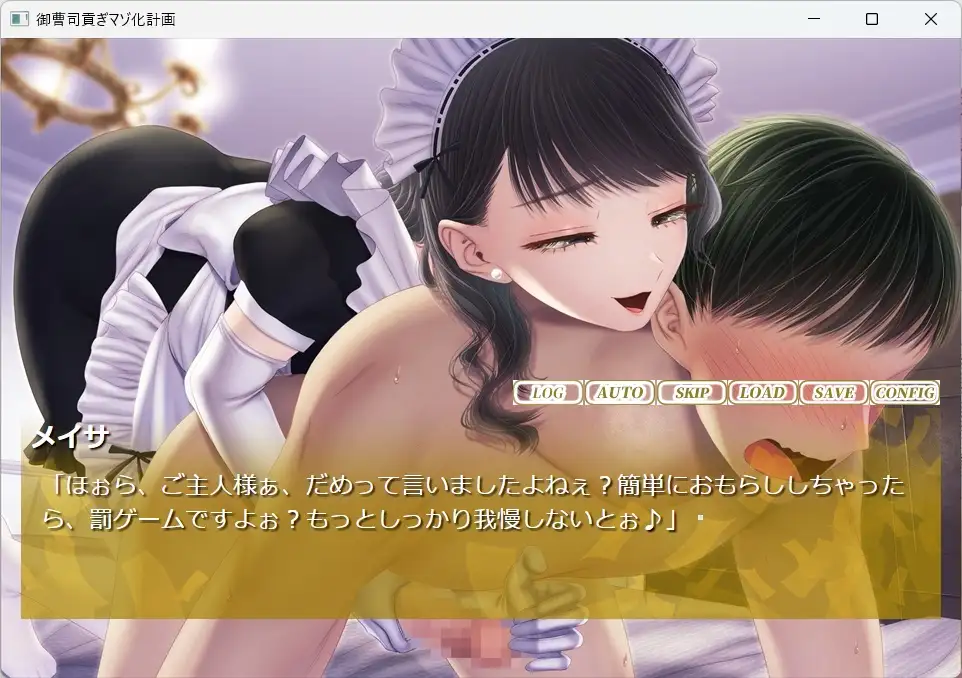 御曹司貢ぎマゾ化計画
LOG AUTO SKIP LOAD SAVE CONFIG
メイサ
「ほぉら、ご主人様ぁ、だめって言いましたよねぇ？簡単におもらししちゃった
ら、罰ゲームですよぉ？もっとしっかり我慢しないとぉ♪」